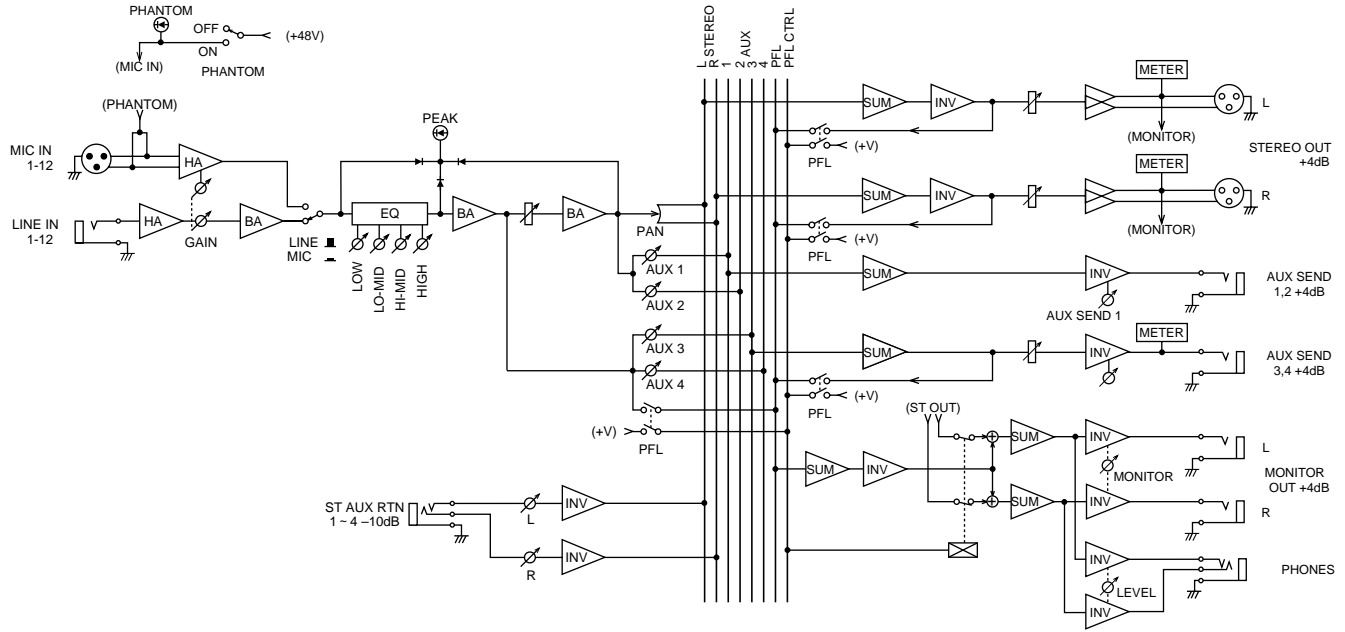 PHANTOM
OFF
(+48V)
ON
(MIC IN)
PHANTOM
(PHANTOM)
MIC IN
1-12
HA
LINE IN
1-12
HA
GAIN
BA
LINE
MIC
PEAK
EQ
LOW
LO-MID
HI-MID
HIGH
BA
BA
PAN
AUX 1
AUX 2
AUX 3
AUX 4
(+V)
PFL
ST AUX RTN
1 ~ 4 –10dB
L
INV
R
INV
L
R
STEREO
1
2
3
4
AUX
PFL
PFL CTRL
SUM
INV
METER
L
(MONITOR)
PFL
(+V)
STEREO OUT
+4dB
SUM
INV
METER
R
(MONITOR)
PFL
(+V)
SUM
INV
AUX SEND 1
AUX SEND
1,2 +4dB
SUM
INV
METER
AUX SEND
3,4 +4dB
PFL
(+V)
(ST OUT)
SUM
INV
SUM
INV
L
MONITOR
MONITOR
OUT +4dB
SUM
INV
R
INV
LEVEL
INV
PHONES